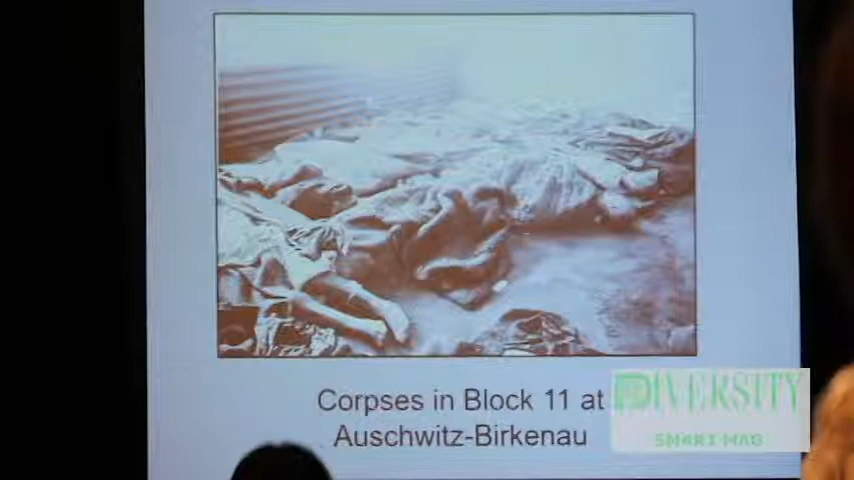 Corpses in Block 11 at
Auschwitz-Birkenau
DIVERSITY
SMART MAG